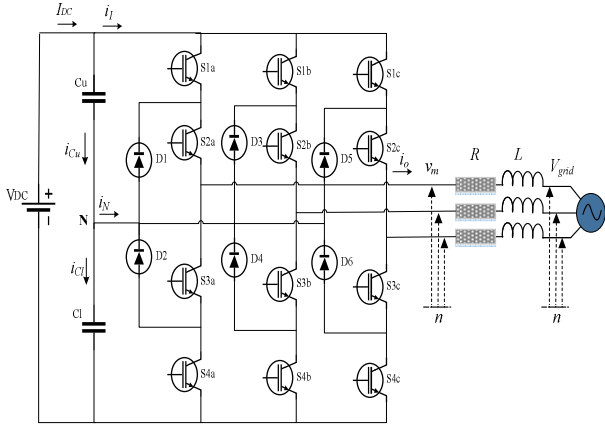 I_DC
i_I
S1a
S1b
S1c
Cu
S2a
D3
S2b
S2c
D1
D5
i_Cu
i_o
v_m
R
L
V_grid
VDC
+
N
i_N
D2
D4
D6
i_Cl
S3a
S3b
S3c
n
n
Cl
S4a
S4b
S4c